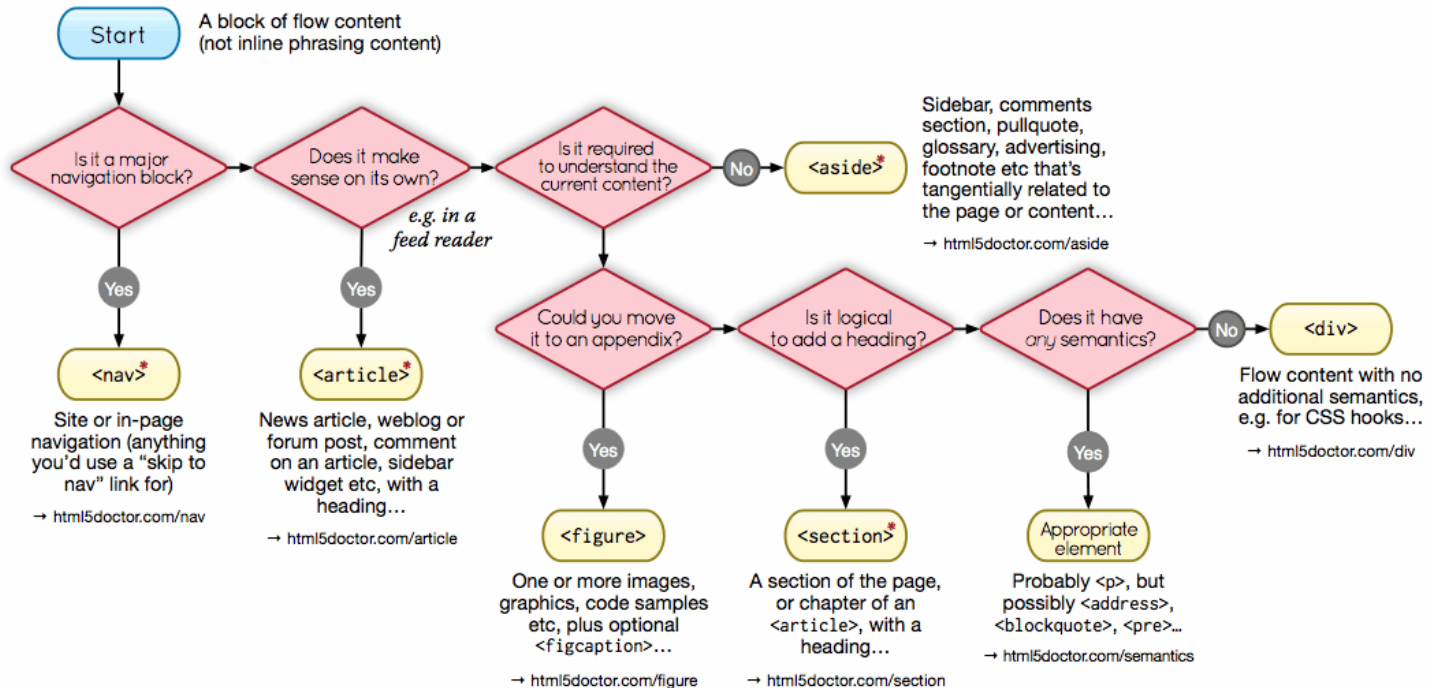 Start
A block of flow content
(not inline phrasing content)
Is it a major
navigation block?
Does it make
sense on its own?
e.g. in a
feed reader
Is it required
to understand the
current content?
No
<aside>*
Sidebar, comments
section, pullquote,
glossary, advertising,
footnote etc that’s
tangentially related to
the page or content…
→ html5doctor.com/aside
Yes
<nav>*
Site or in-page
navigation (anything
you’d use a “skip to
nav” link for)
→ html5doctor.com/nav
Yes
<article>*
News article, weblog or
forum post, comment
on an article, sidebar
widget etc, with a
heading…
→ html5doctor.com/article
Could you move
it to an appendix?
Is it logical
to add a heading?
Does it have
any semantics?
No
<div>
Flow content with no
additional semantics,
e.g. for CSS hooks…
→ html5doctor.com/div
Yes
<figure>
One or more images,
graphics, code samples
etc, plus optional
<figcaption>…
→ html5doctor.com/figure
Yes
<section>*
A section of the page,
or chapter of an
<article>, with a
heading…
→ html5doctor.com/section
Yes
Appropriate
element
Probably <p>, but
possibly <address>,
<blockquote>, <pre>…
→ html5doctor.com/semantics